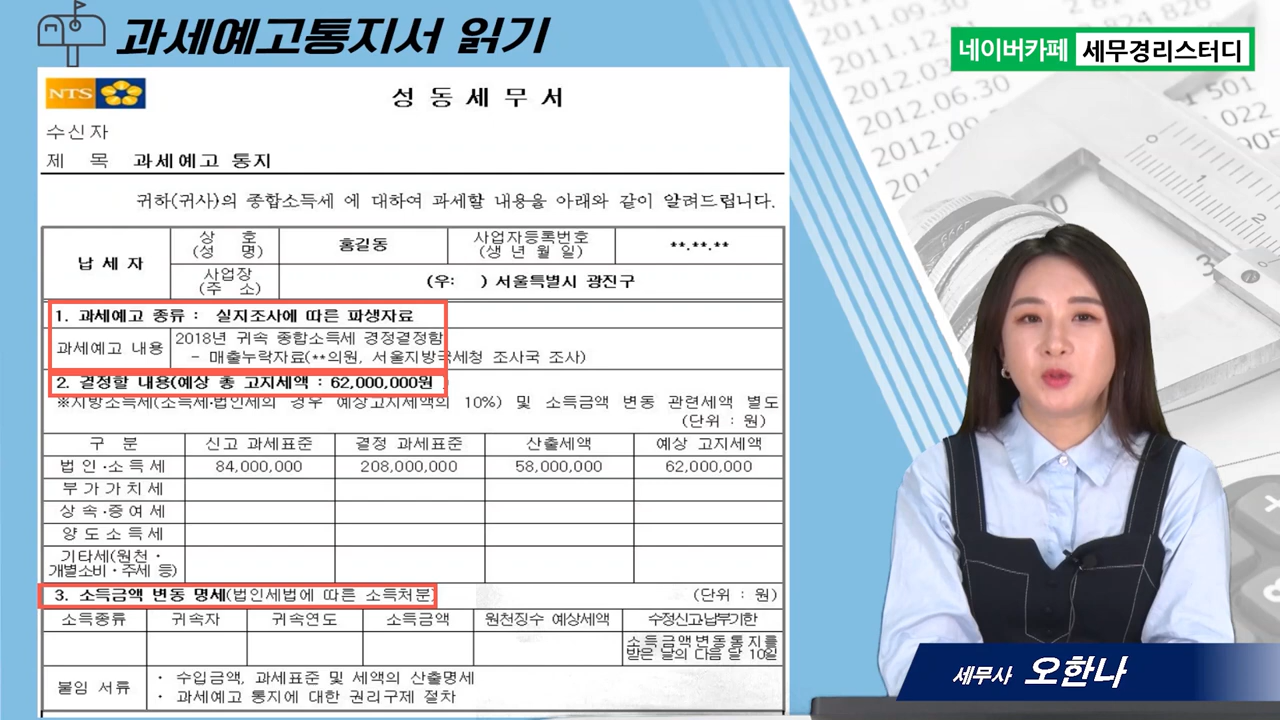 과세예고통지서 읽기
네이버카페 세무경리스터디
NTS
성동세무서
수신자
제 목 과세예고 통지
귀하(귀사)의 종합소득세 에 대하여 과세할 내용을 아래와 같이 알려드립니다.
납 세 자
상 호
(성 명)
홍길동
사업자등록번호
(생 년 월 일)
**.**.**
사업장
(주 소)
(우: ) 서울특별시 광진구
1. 과세예고 종류 : 실지조사에 따른 파생자료
과세예고 내용
2018년 귀속 종합소득세 경정결정함
- 매출누락자료(**의원, 서울지방국세청 조사국 조사)
2. 결정할 내용(예상 총 고지세액 : 62,000,000원 )
※지방소득세(소득세·법인세의 경우 예상고지세액의 10%) 및 소득금액 변동 관련세액 별도
(단위 : 원)
구 분 신고 과세표준 결정 과세표준 산출세액 예상 고지세액
법인·소득세 84,000,000 208,000,000 58,000,000 62,000,000
부가가치세
상속·증여세
양도소득세
기타세(원천·
개별소비·주세 등)
3. 소득금액 변동 명세(법인세법에 따른 소득처분)
(단위 : 원)
소득종류 귀속자 귀속연도 소득금액 원천징수 예상세액 수정신고납부기한
소득금액변동통지를
받은 달의 다음 달 10일
붙임 서류
· 수입금액, 과세표준 및 세액의 산출명세
· 과세예고 통지에 대한 권리구제 절차
세무사 오한나
2011.09.30
2011.12.
2012.03.
2012.06.30
2012.09.